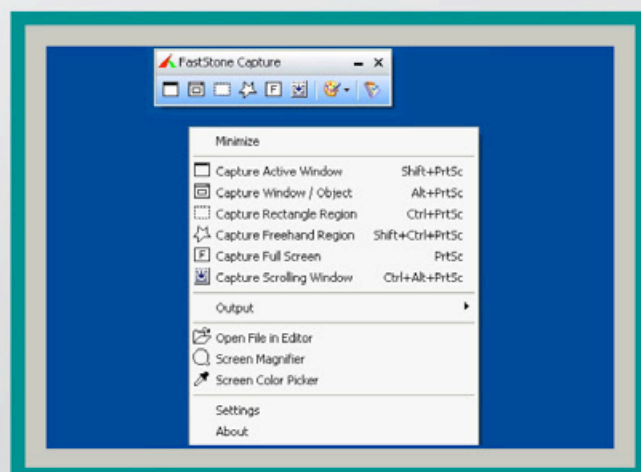 FastStone Capture
F
Minimize
Capture Active Window Shift+PrtSc
Capture Window / Object Alt+PrtSc
Capture Rectangle Region Ctrl+PrtSc
Capture Freehand Region Shift+Ctrl+PrtSc
F Capture Full Screen PrtSc
Capture Scrolling Window Ctrl+Alt+PrtSc
Output
Open File in Editor
Screen Magnifier
Screen Color Picker
Settings
About